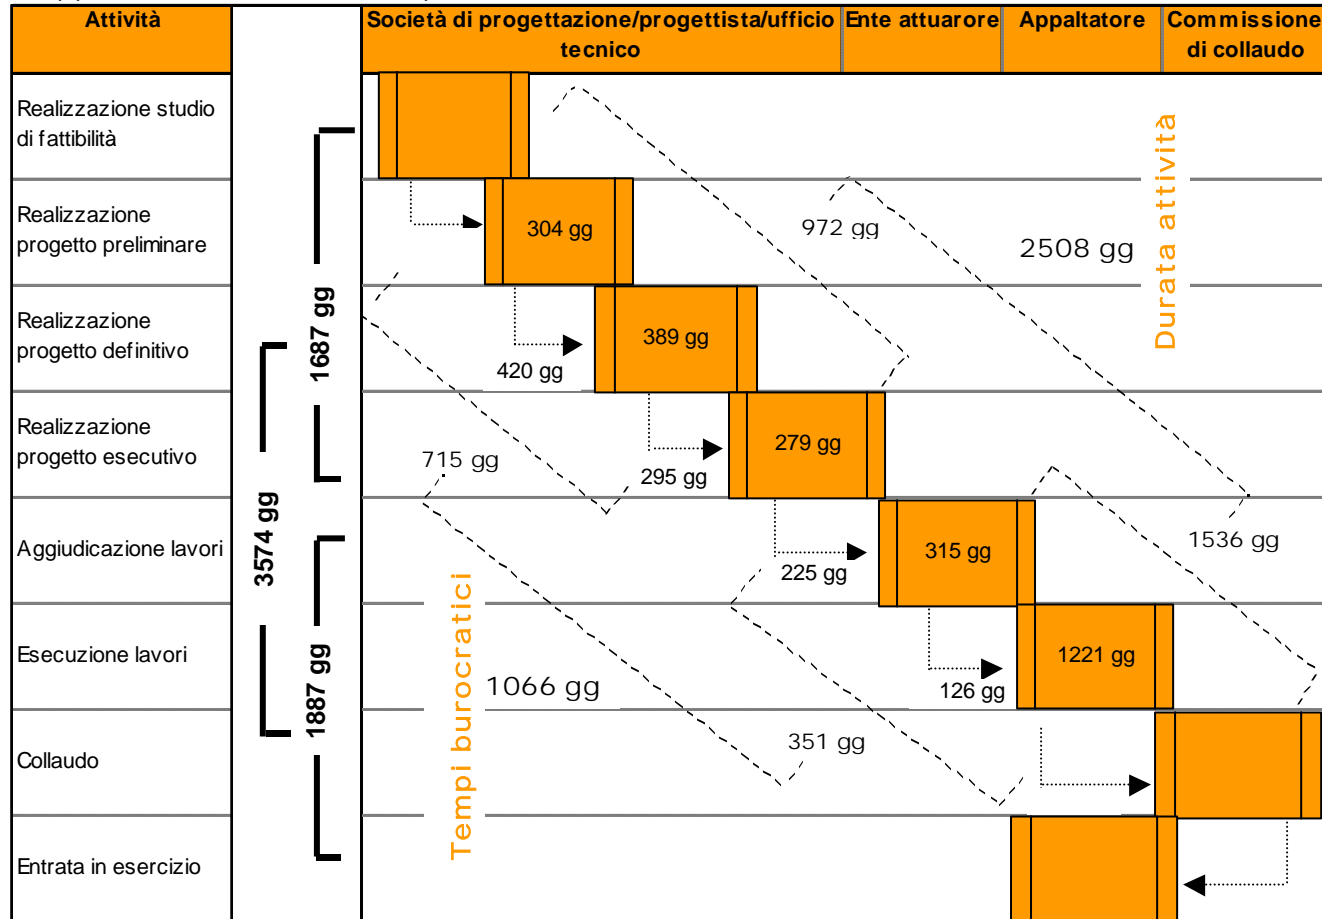 Attività
Società di progettazione/progettista/ufficio
tecnico
Ente attuarore
Appaltatore
Commissione
di collaudo
Realizzazione studio
di fattibilità
Realizzazione
progetto preliminare
304 gg
972 gg
2508 gg
Durata attività
Realizzazione
progetto definitivo
1687 gg
420 gg
389 gg
Realizzazione
progetto esecutivo
715 gg
295 gg
279 gg
Aggiudicazione lavori
3574 gg
225 gg
315 gg
1536 gg
Esecuzione lavori
1887 gg
Tempi burocratici
1066 gg
126 gg
1221 gg
Collaudo
351 gg
Entrata in esercizio